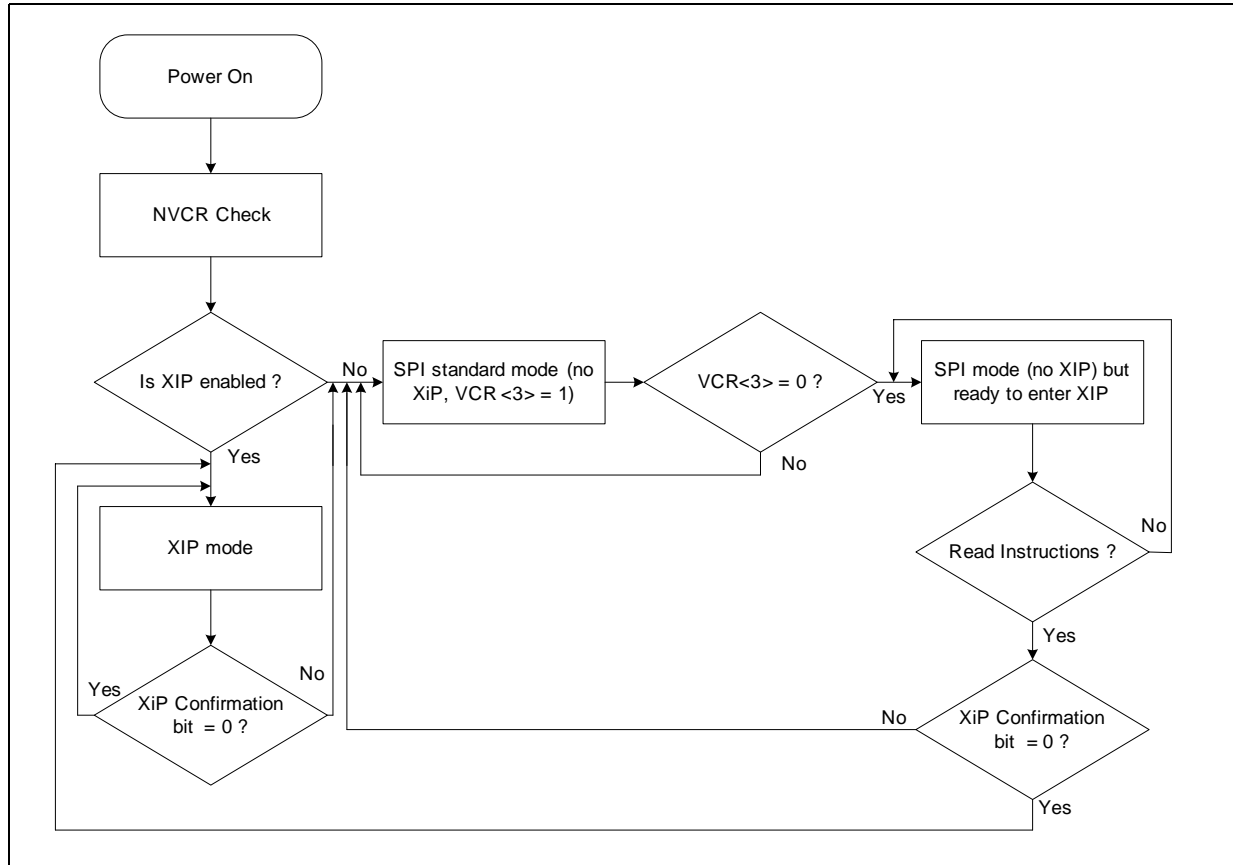 Power On
NVCR Check
Is XIP enabled ?
No
SPI standard mode (no
XiP, VCR <3> = 1)
VCR<3> = 0 ?
Yes
SPI mode (no XIP) but
ready to enter XIP
Yes
No
No
XIP mode
Read Instructions ?
Yes
Yes
XiP Confirmation
bit = 0 ?
No
No
XiP Confirmation
bit = 0 ?
Yes